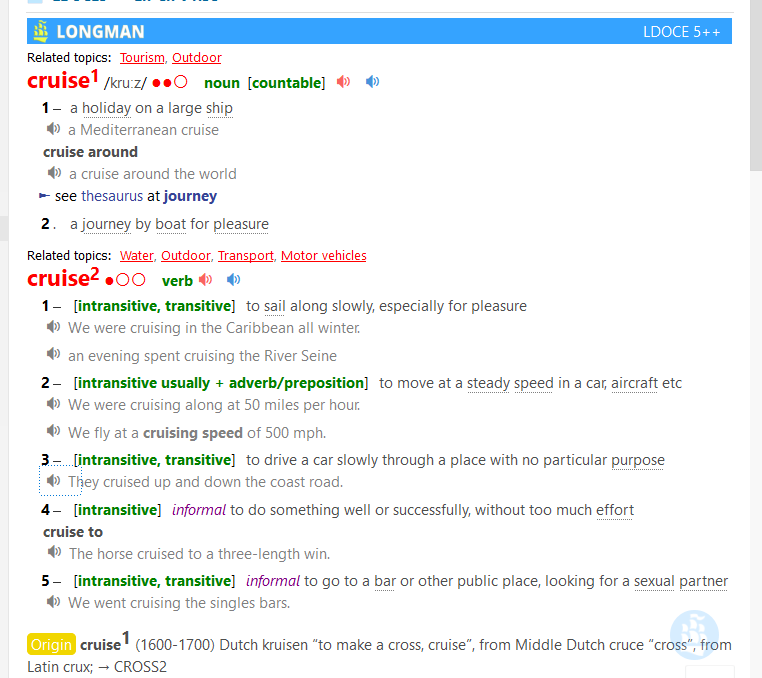 LONGMAN LDOCE 5++
Related topics: Tourism, Outdoor
cruise1 /kruːz/ ●●○ noun [countable]
1 – a holiday on a large ship
a Mediterranean cruise
cruise around
a cruise around the world
► see thesaurus at journey
2 . a journey by boat for pleasure
Related topics: Water, Outdoor, Transport, Motor vehicles
cruise2 ●○○ verb
1 – [intransitive, transitive] to sail along slowly, especially for pleasure
We were cruising in the Caribbean all winter.
an evening spent cruising the River Seine
2 – [intransitive usually + adverb/preposition] to move at a steady speed in a car, aircraft etc
We were cruising along at 50 miles per hour.
We fly at a cruising speed of 500 mph.
3 – [intransitive, transitive] to drive a car slowly through a place with no particular purpose
They cruised up and down the coast road.
4 – [intransitive] informal to do something well or successfully, without too much effort
cruise to
The horse cruised to a three-length win.
5 – [intransitive, transitive] informal to go to a bar or other public place, looking for a sexual partner
We went cruising the singles bars.
Origin cruise1 (1600-1700) Dutch kruisen “to make a cross, cruise”, from Middle Dutch cruce “cross”, from
Latin crux; → CROSS2